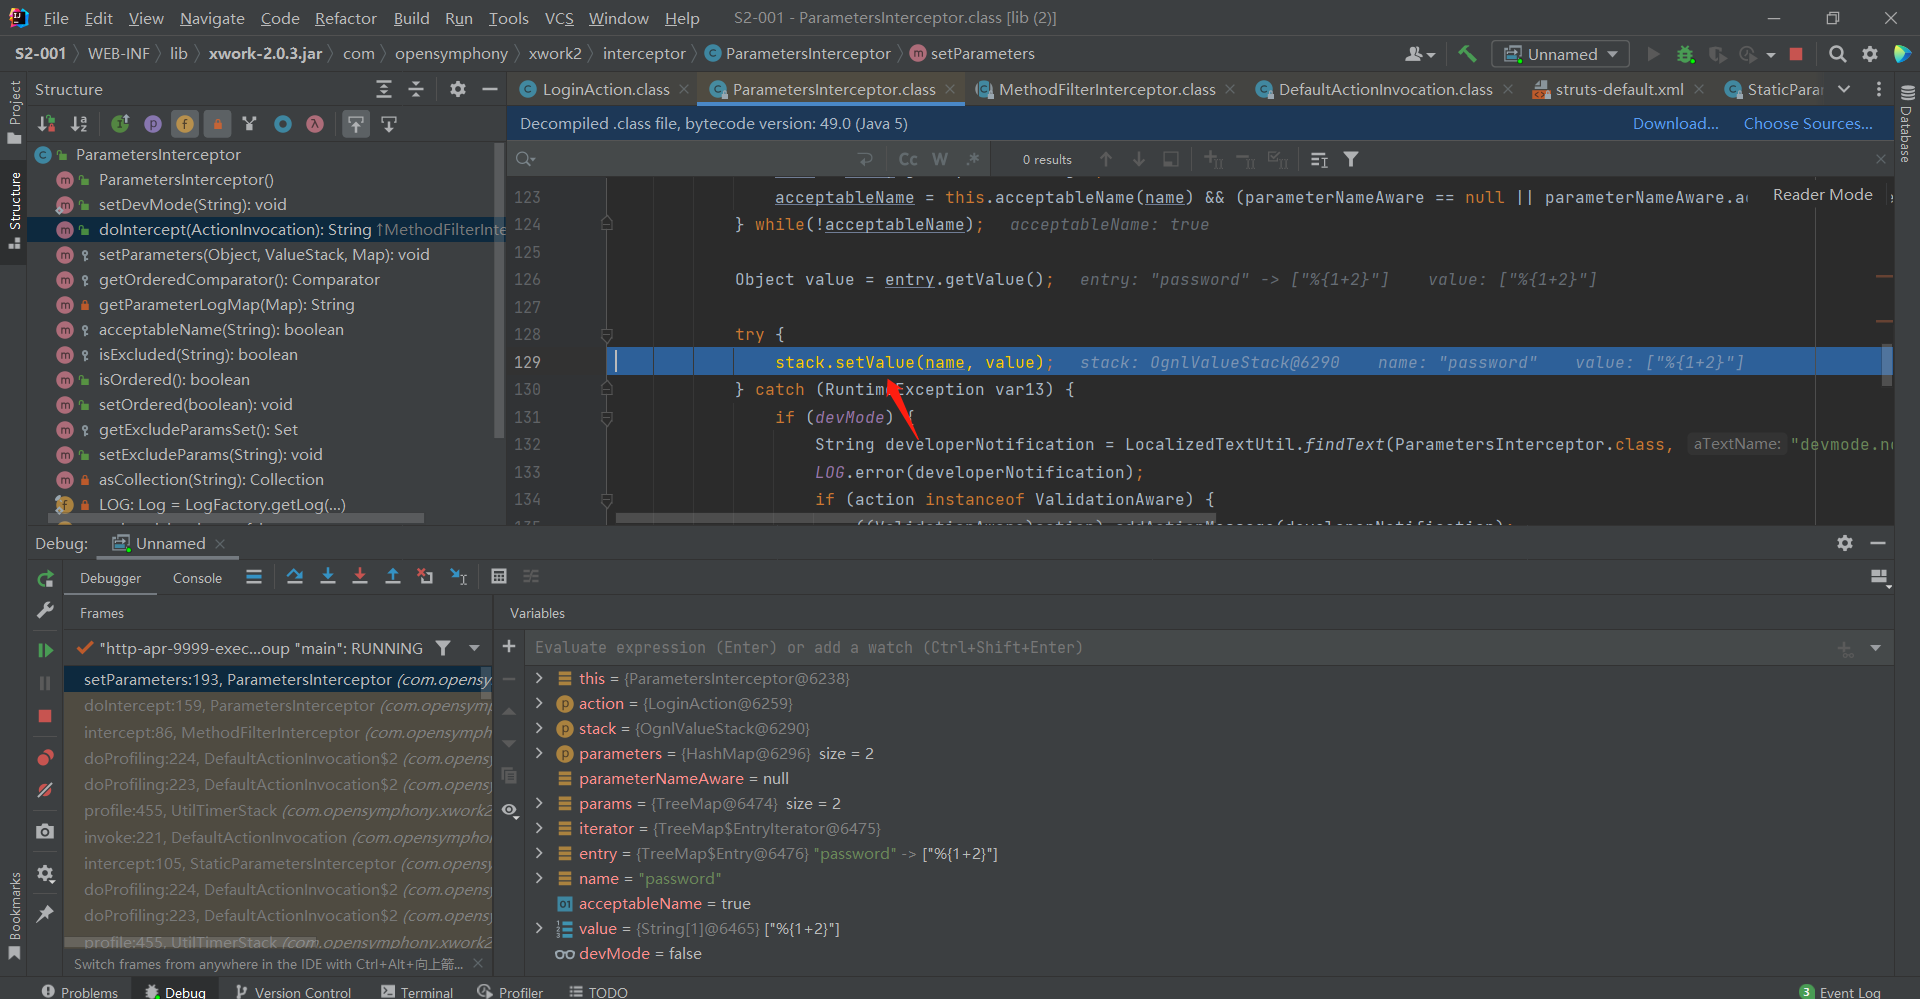 File Edit View Navigate Code Refactor Build Run Tools VCS Window Help S2-001 - ParametersInterceptor.class [lib (2)]
S2-001 WEB-INF lib xwork-2.0.3.jar com opensymphony xwork2 interceptor ParametersInterceptor setParameters Unnamed
Project
Structure
Bookmarks
Database
Structure
LoginAction.class ParametersInterceptor.class MethodFilterInterceptor.class DefaultActionInvocation.class struts-default.xml StaticParar
Decompiled .class file, bytecode version: 49.0 (Java 5) Download... Choose Sources...
Cc W .* 0 results
Reader Mode
ParametersInterceptor
ParametersInterceptor()
setDevMode(String): void
doIntercept(ActionInvocation): String ↑MethodFilterInte
setParameters(Object, ValueStack, Map): void
getOrderedComparator(): Comparator
getParameterLogMap(Map): String
acceptableName(String): boolean
isExcluded(String): boolean
isOrdered(): boolean
setOrdered(boolean): void
getExcludeParamsSet(): Set
setExcludeParams(String): void
asCollection(String): Collection
LOG: Log = LogFactory.getLog(...)
123 acceptableName = this.acceptableName(name) && (parameterNameAware == null || parameterNameAware.ac
124 } while(!acceptableName); acceptableName: true
125
126 Object value = entry.getValue(); entry: "password" -> ["%{1+2}"] value: ["%{1+2}"]
127
128 try {
129 stack.setValue(name, value); stack: OgnlValueStack@6290 name: "password" value: ["%{1+2}"]
130 } catch (RuntimeException var13) {
131 if (devMode) {
132 String developerNotification = LocalizedTextUtil.findText(ParametersInterceptor.class, aTextName: "devmode.no
133 LOG.error(developerNotification);
134 if (action instanceof ValidationAware) {
Debug: Unnamed
Debugger Console
Frames
"http-apr-9999-exec...oup "main": RUNNING
setParameters:193, ParametersInterceptor (com.opensy
doIntercept:159, ParametersInterceptor (com.opensymp
intercept:86, MethodFilterInterceptor (com.opensymph
doProfiling:224, DefaultActionInvocation$2 (com.opensy
doProfiling:223, DefaultActionInvocation$2 (com.opensy
profile:455, UtilTimerStack (com.opensymphony.xwork2
invoke:221, DefaultActionInvocation (com.opensympho
intercept:105, StaticParametersInterceptor (com.opensy
doProfiling:224, DefaultActionInvocation$2 (com.opensy
doProfiling:223, DefaultActionInvocation$2 (com.opensy
profile:455, UtilTimerStack (com.opensymphony.xwork2
Switch frames from anywhere in the IDE with Ctrl+Alt+向上箭...
Variables
Evaluate expression (Enter) or add a watch (Ctrl+Shift+Enter)
this = {ParametersInterceptor@6238}
action = {LoginAction@6259}
stack = {OgnlValueStack@6290}
parameters = {HashMap@6296} size = 2
parameterNameAware = null
params = {TreeMap@6474} size = 2
iterator = {TreeMap$EntryIterator@6475}
entry = {TreeMap$Entry@6476} "password" -> ["%{1+2}"]
name = "password"
acceptableName = true
value = {String[1]@6465} ["%{1+2}"]
devMode = false
Problems Debug Version Control Terminal Profiler TODO 3 Event Log